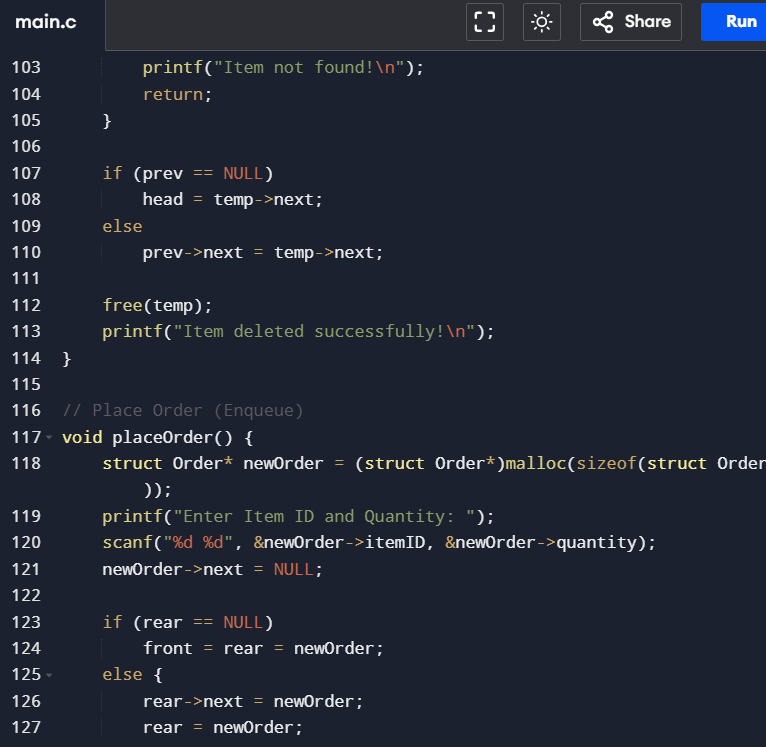 main.c
Share
Run
103 printf("Item not found!\n");
104 return;
105 }
106
107 if (prev == NULL)
108 head = temp->next;
109 else
110 prev->next = temp->next;
111
112 free(temp);
113 printf("Item deleted successfully!\n");
114 }
115
116 // Place Order (Enqueue)
117 void placeOrder() {
118 struct Order* newOrder = (struct Order*)malloc(sizeof(struct Order
));
119 printf("Enter Item ID and Quantity: ");
120 scanf("%d %d", &newOrder->itemID, &newOrder->quantity);
121 newOrder->next = NULL;
122
123 if (rear == NULL)
124 front = rear = newOrder;
125 else {
126 rear->next = newOrder;
127 rear = newOrder;